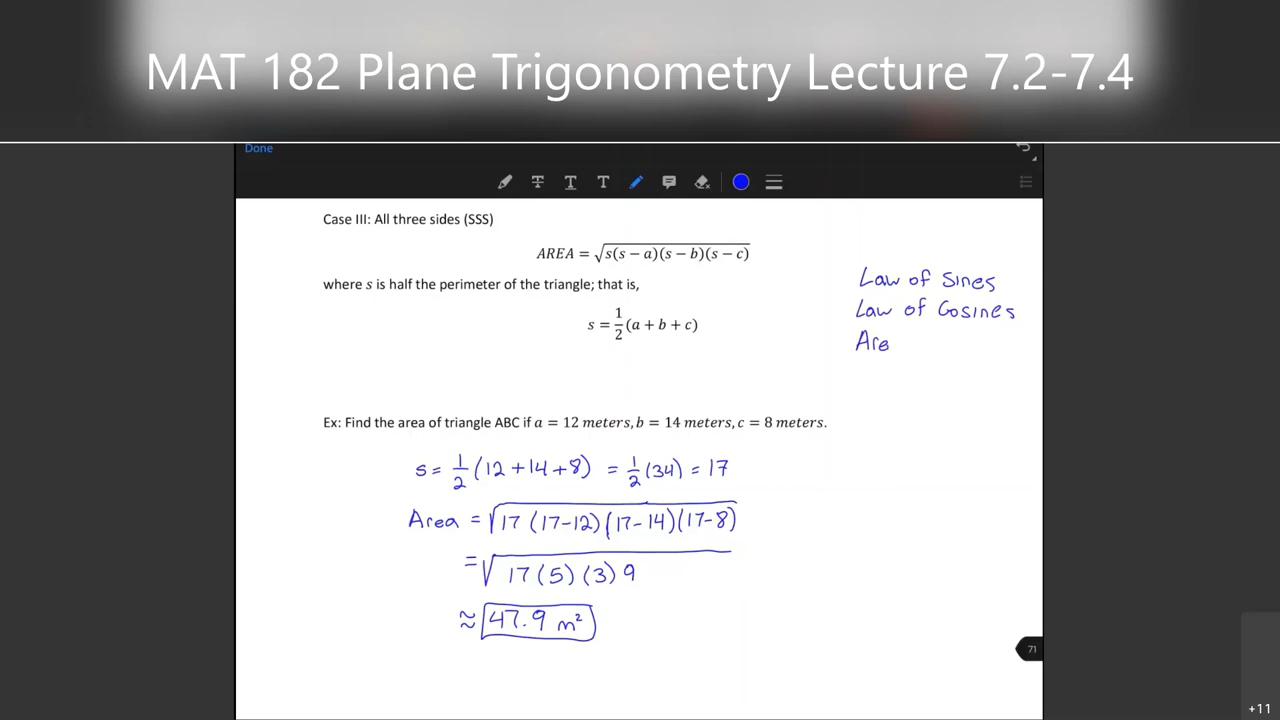 MAT 182 Plane Trigonometry Lecture 7.2-7.4
Done
Case III: All three sides (SSS)
AREA = √s(s − a)(s − b)(s − c)
where s is half the perimeter of the triangle; that is,
s = 1/2 (a + b + c)
Law of Sines
Law of Cosines
Are
Ex: Find the area of triangle ABC if a = 12 meters, b = 14 meters, c = 8 meters.
s = 1/2 (12+14+8) = 1/2 (34) = 17
Area = √17 (17-12)(17-14)(17-8)
= √17(5)(3)9
≈ 47.9 m²
71
+11